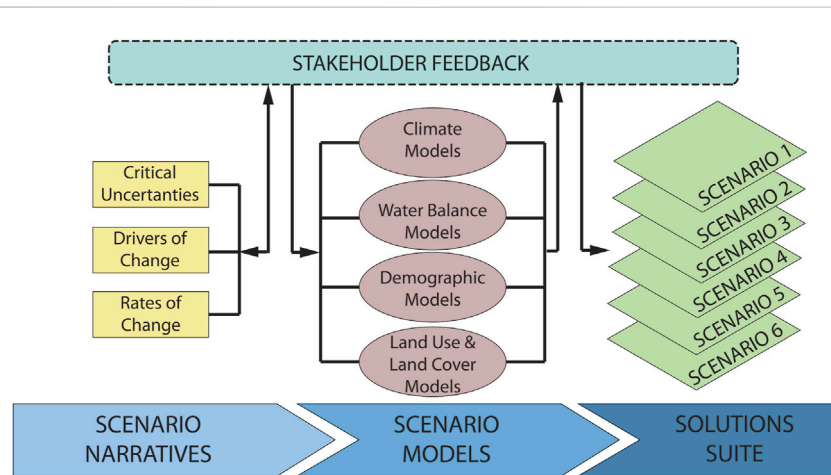 STAKEHOLDER FEEDBACK
Critical
Uncertanties
Drivers of
Change
Rates of
Change
Climate
Models
Water Balance
Models
Demographic
Models
Land Use &
Land Cover
Models
SCENARIO 1
SCENARIO 2
SCENARIO 3
SCENARIO 4
SCENARIO 5
SCENARIO 6
SCENARIO
NARRATIVES
SCENARIO
MODELS
SOLUTIONS
SUITE